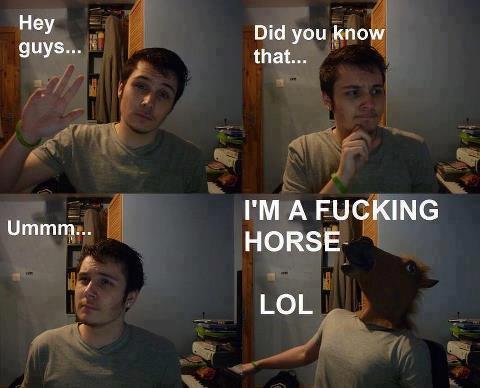 Hey
guys...
Did you know
that...
Ummm...
I'M A FUCKING
HORSE
LOL